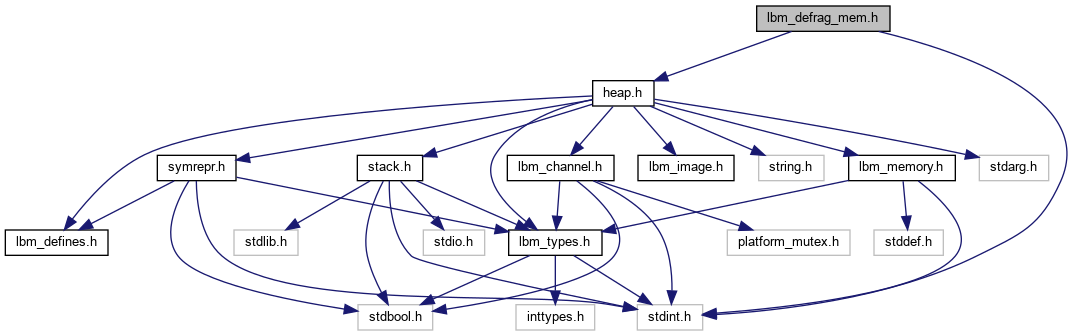 lbm_defrag_mem.h
heap.h
symrepr.h
stack.h
lbm_channel.h
lbm_image.h
string.h
lbm_memory.h
stdarg.h
lbm_defines.h
stdlib.h
stdio.h
lbm_types.h
platform_mutex.h
stddef.h
stdbool.h
inttypes.h
stdint.h